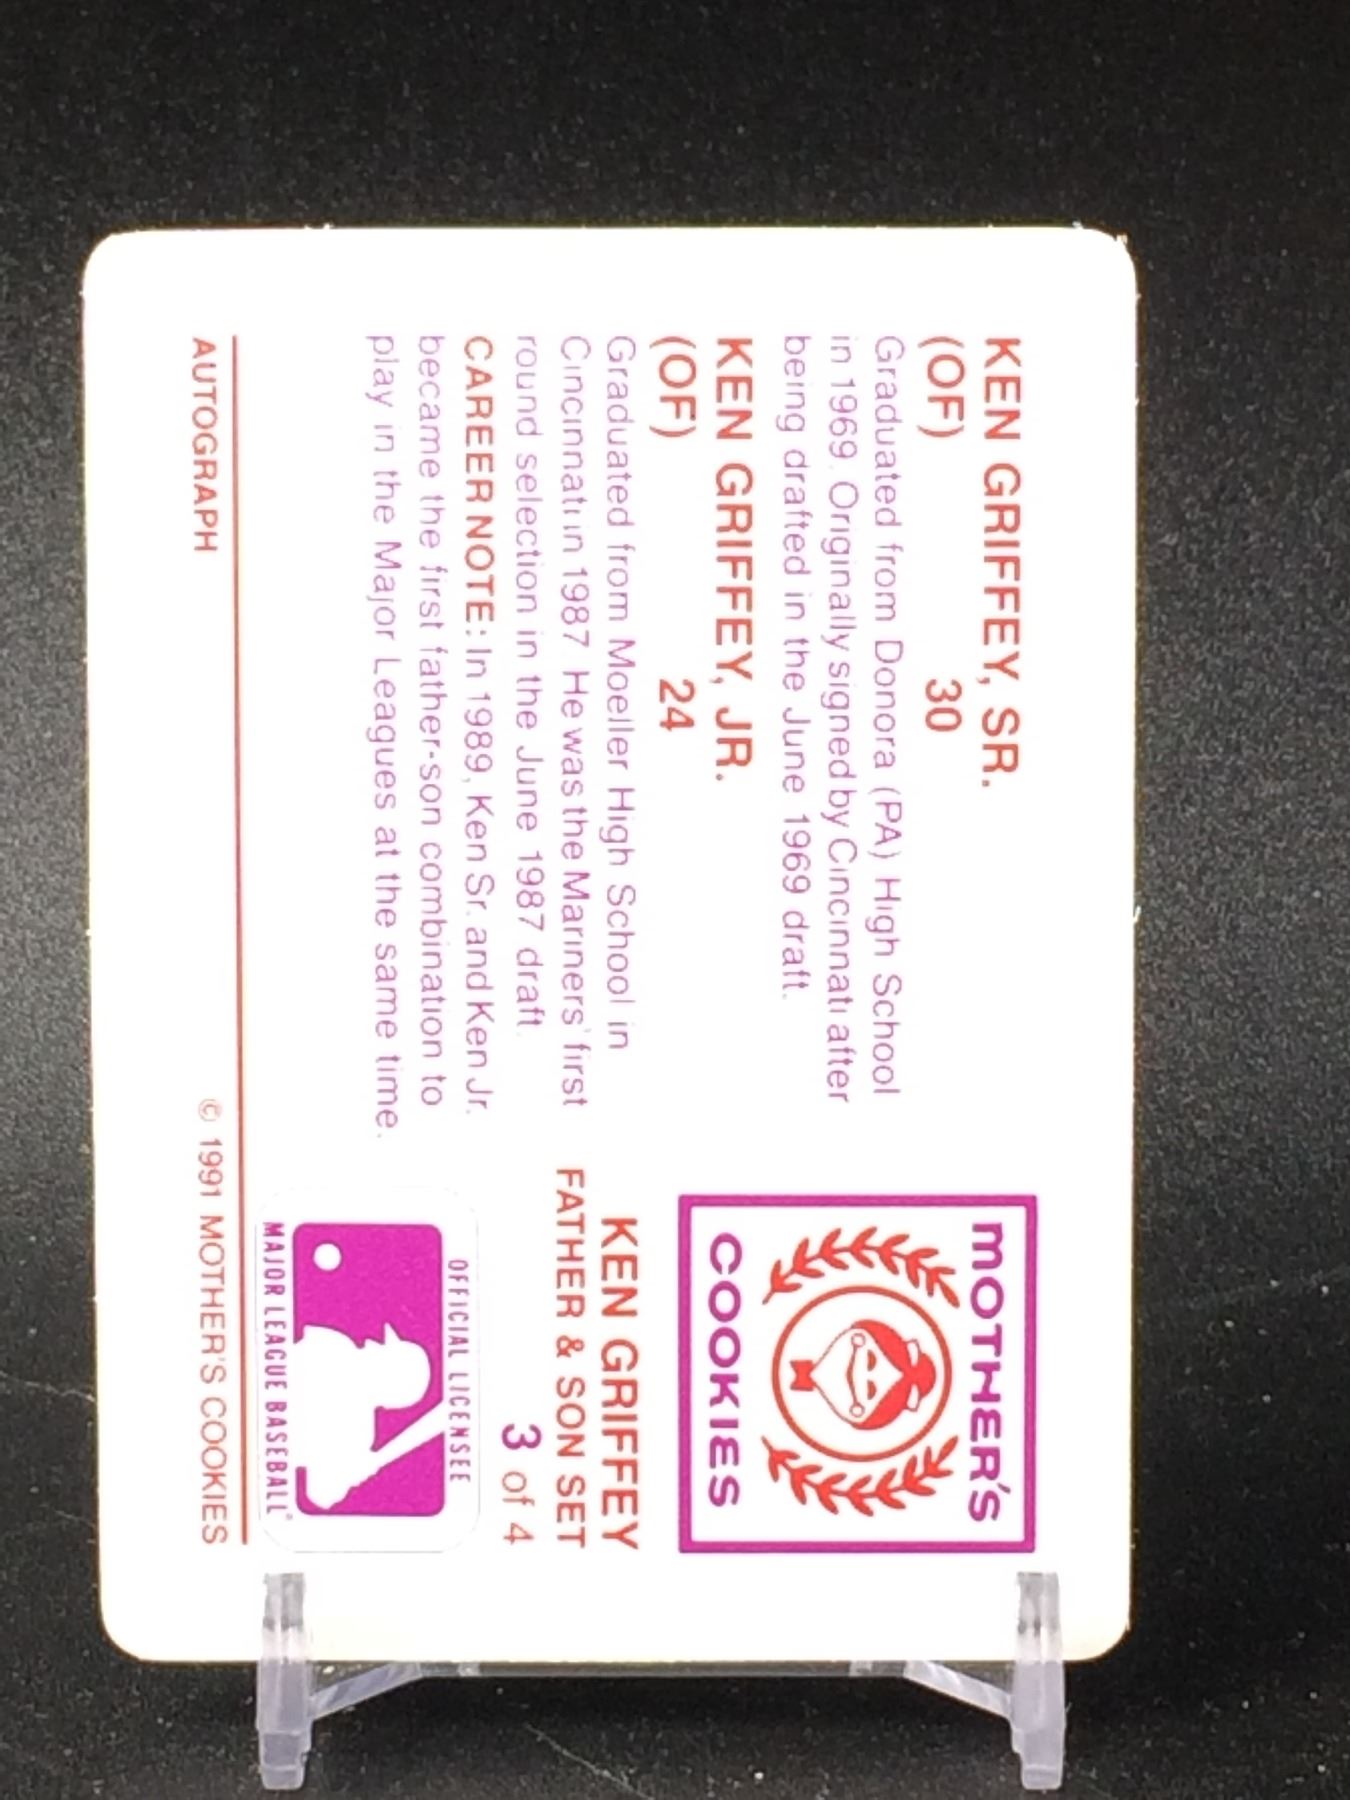 KEN GRIFFEY, SR.
(OF) 30
Graduated from Donora (PA) High School
in 1969. Originally signed by Cincinnati after
being drafted in the June 1969 draft.
KEN GRIFFEY, JR.
(OF) 24
Graduated from Moeller High School in
Cincinnati in 1987. He was the Mariners' first
round selection in the June 1987 draft.
CAREER NOTE: In 1989, Ken Sr. and Ken Jr.
became the first father-son combination to
play in the Major Leagues at the same time.
MOTHER'S
COOKIES
KEN GRIFFEY
FATHER & SON SET
3 of 4
OFFICIAL LICENSEE
MAJOR LEAGUE BASEBALL®
AUTOGRAPH
© 1991 MOTHER'S COOKIES